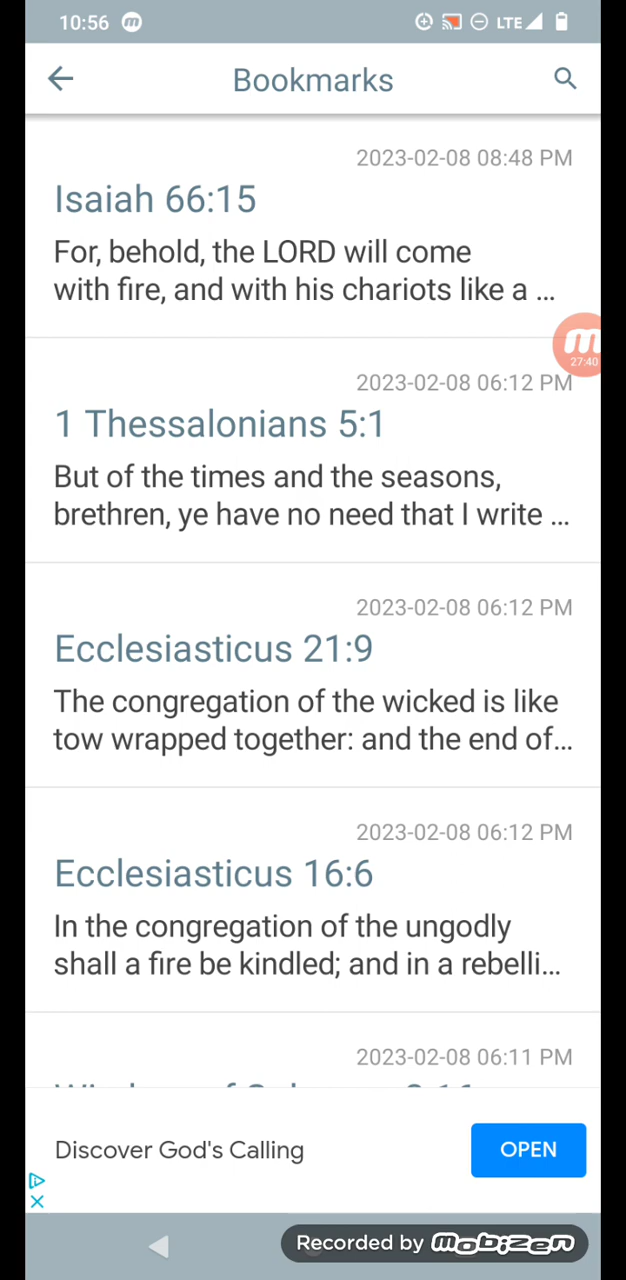 10:56 m LTE
Bookmarks
2023-02-08 08:48 PM
Isaiah 66:15
For, behold, the LORD will come
with fire, and with his chariots like a ...
m
27:40
2023-02-08 06:12 PM
1 Thessalonians 5:1
But of the times and the seasons,
brethren, ye have no need that I write ...
2023-02-08 06:12 PM
Ecclesiasticus 21:9
The congregation of the wicked is like
tow wrapped together: and the end of...
2023-02-08 06:12 PM
Ecclesiasticus 16:6
In the congregation of the ungodly
shall a fire be kindled; and in a rebelli...
2023-02-08 06:11 PM
Discover God's Calling
OPEN
Recorded by mobizen